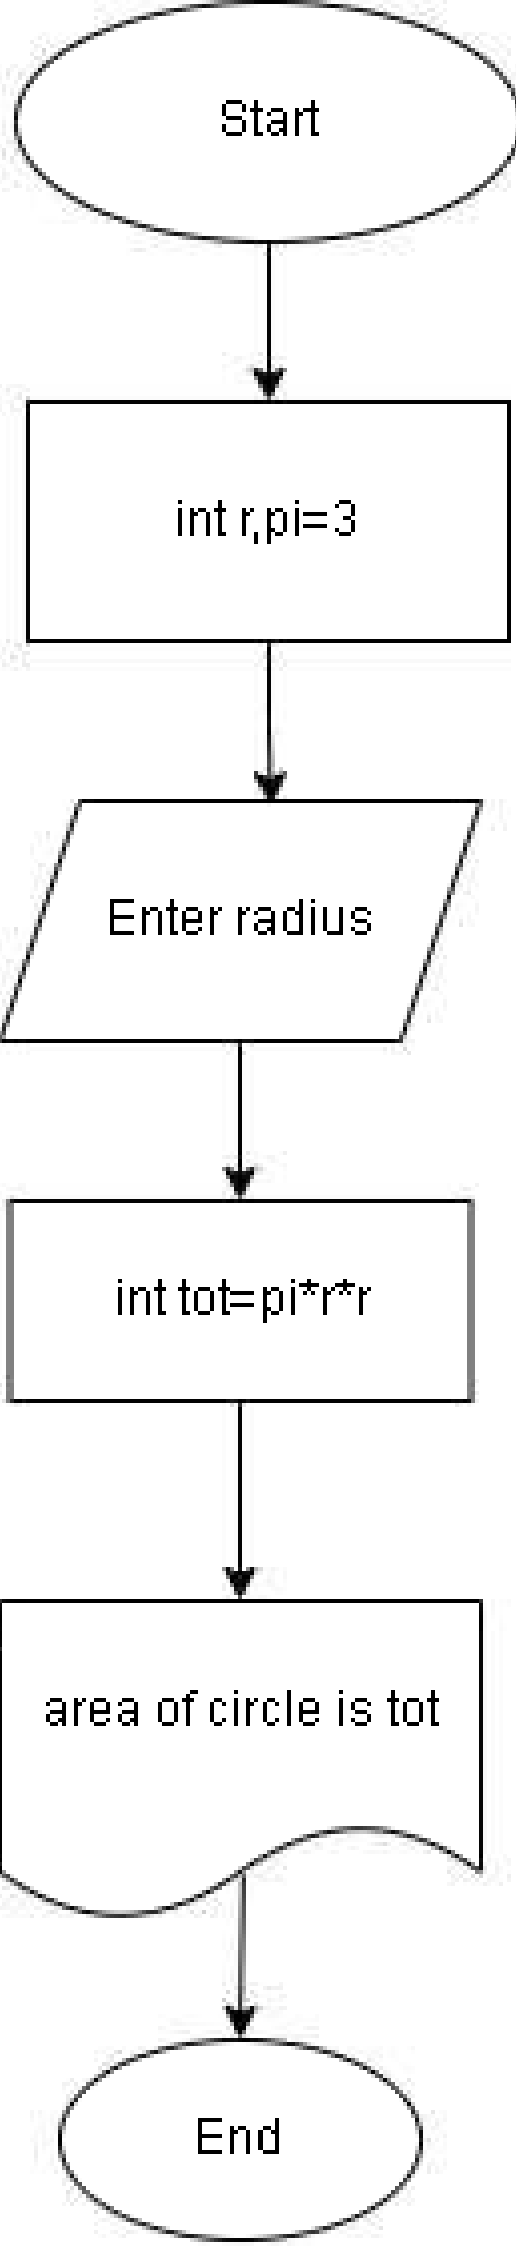 Start
int r,pi=3
Enter radius
int tot=pi*r*r
area of circle is tot
End